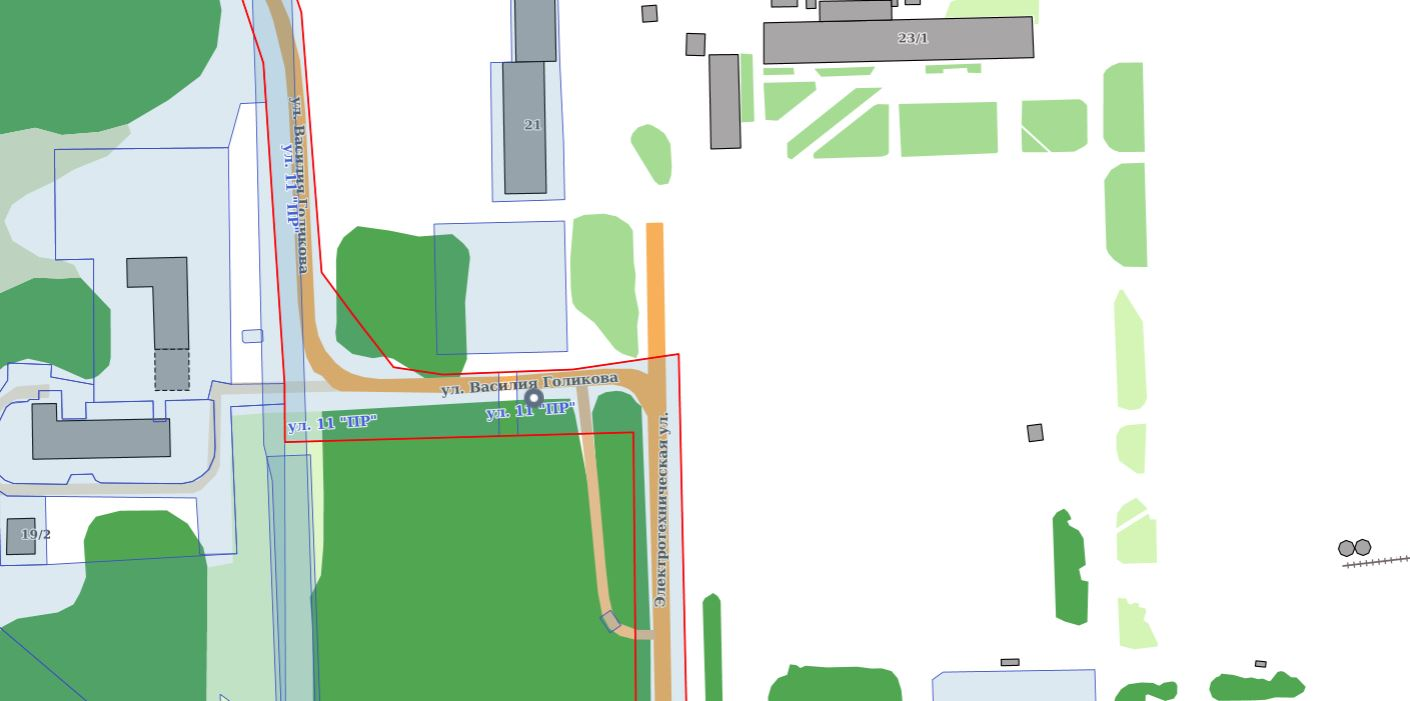 23/1
21
ул. Василия Голикова
ул. 11 "ПР"
ул. Василия Голикова
ул. 11 "ПР"
ул. 11 "ПР"
Электротехническая ул.
19/2